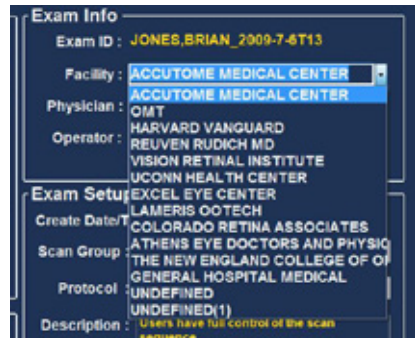 Exam Info
Exam ID : JONES,BRIAN_2009-7-6T13
Facility : ACCUTOME MEDICAL CENTER
ACCUTOME MEDICAL CENTER
Physician :
OMT
HARVARD VANGUARD
Operator :
REUVEN RUDICH MD
VISION RETINAL INSTITUTE
UCONN HEALTH CENTER
Exam Setup
EXCEL EYE CENTER
LAMERIS OOTECH
Create Date/T
COLORADO RETINA ASSOCIATES
ATHENS EYE DOCTORS AND PHYSIC
Scan Group :
THE NEW ENGLAND COLLEGE OF OP
GENERAL HOSPITAL MEDICAL
Protocol :
UNDEFINED
UNDEFINED(1)
Description : Users have full control of the scan
sequence